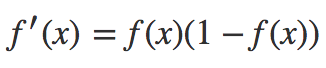 f′(x) = f(x)(1 − f(x))